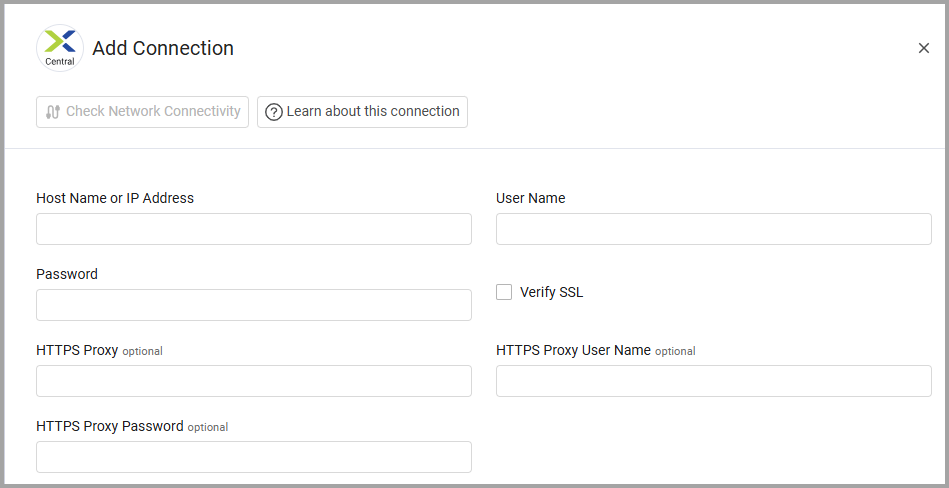 Central
Add Connection
Check Network Connectivity
? Learn about this connection
Host Name or IP Address
User Name
Password
Verify SSL
HTTPS Proxy optional
HTTPS Proxy User Name optional
HTTPS Proxy Password optional